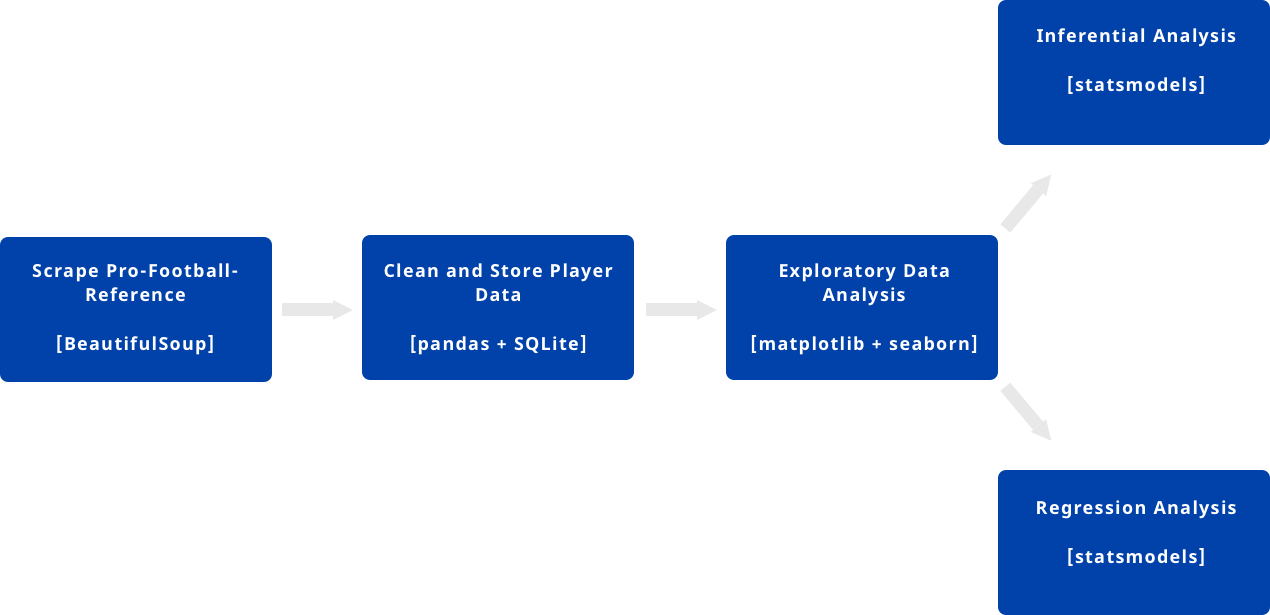 Inferential Analysis
[statsmodels]
Scrape Pro-Football-
Reference
[BeautifulSoup]
Clean and Store Player
Data
[pandas + SQLite]
Exploratory Data
Analysis
[matplotlib + seaborn]
Regression Analysis
[statsmodels]